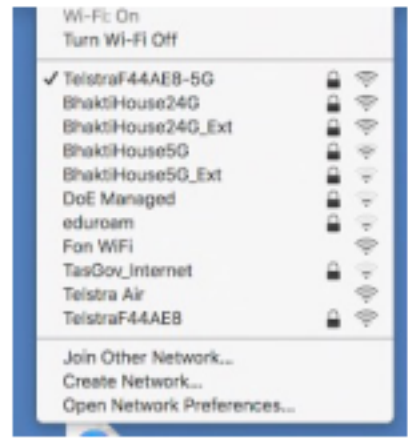 Wi-Fi: On
Turn Wi-Fi Off
TelstraF44AE8-5G
BhaktiHouse24G
BhaktiHouse24G_Ext
BhaktiHouse5G
BhaktiHouse5G_Ext
DoE Managed
eduroam
Fon WiFi
TasGov_Internet
Telstra Air
TelstraF44AE8
Join Other Network...
Create Network...
Open Network Preferences...